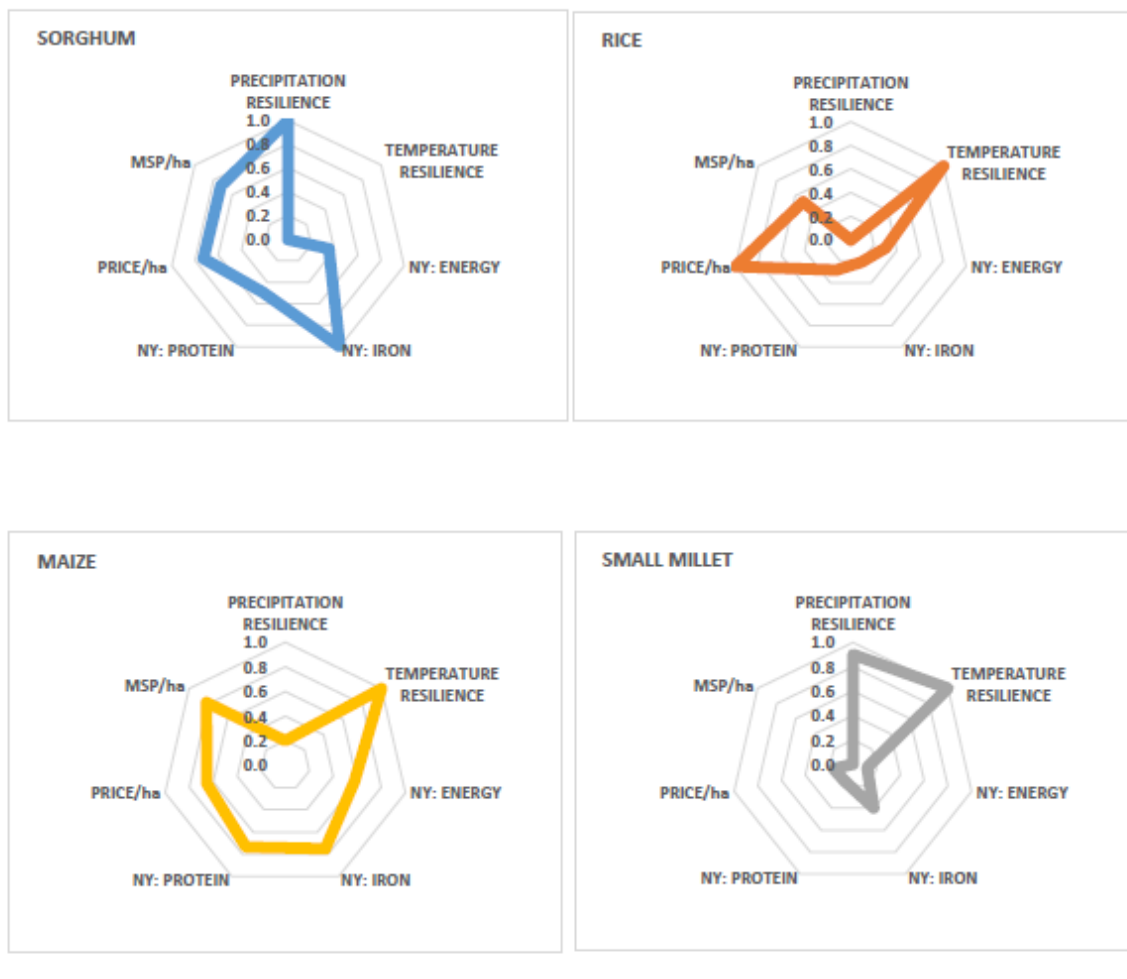 SORGHUM
PRECIPITATION
RESILIENCE
1.0
0.8
0.6
0.4
0.2
0.0
TEMPERATURE
RESILIENCE
NY: ENERGY
NY: IRON
NY: PROTEIN
PRICE/ha
MSP/ha
RICE
PRECIPITATION
RESILIENCE
1.0
0.8
0.6
0.4
0.2
0.0
TEMPERATURE
RESILIENCE
NY: ENERGY
NY: IRON
NY: PROTEIN
PRICE/ha
MSP/ha
MAIZE
PRECIPITATION
RESILIENCE
1.0
0.8
0.6
0.4
0.2
0.0
TEMPERATURE
RESILIENCE
NY: ENERGY
NY: IRON
NY: PROTEIN
PRICE/ha
MSP/ha
SMALL MILLET
PRECIPITATION
RESILIENCE
1.0
0.8
0.6
0.4
0.2
0.0
TEMPERATURE
RESILIENCE
NY: ENERGY
NY: IRON
NY: PROTEIN
PRICE/ha
MSP/ha